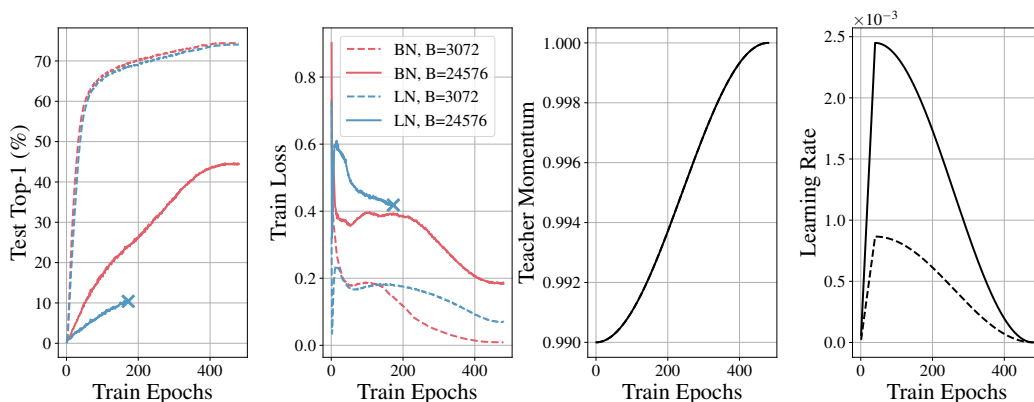 Test Top-1 (%)
70
60
50
40
30
20
10
0
0 200 400
Train Epochs
Train Loss
0.8
0.6
0.4
0.2
0.0
BN, B=3072
BN, B=24576
LN, B=3072
LN, B=24576
0 200 400
Train Epochs
Teacher Momentum
1.000
0.998
0.996
0.994
0.992
0.990
0 200 400
Train Epochs
Learning Rate
×10⁻³
2.5
2.0
1.5
1.0
0.5
0.0
0 200 400
Train Epochs